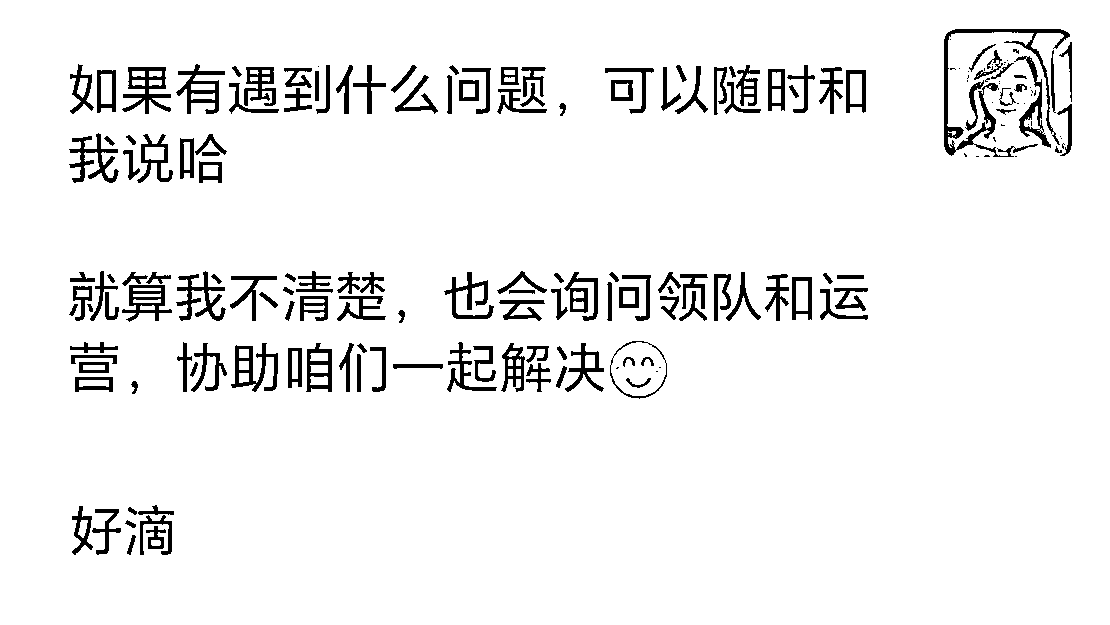 如果有遇到什么问题，可以随时和
我说哈
就算我不清楚，也会询问领队和运
营，协助咱们一起解决😊
好滴